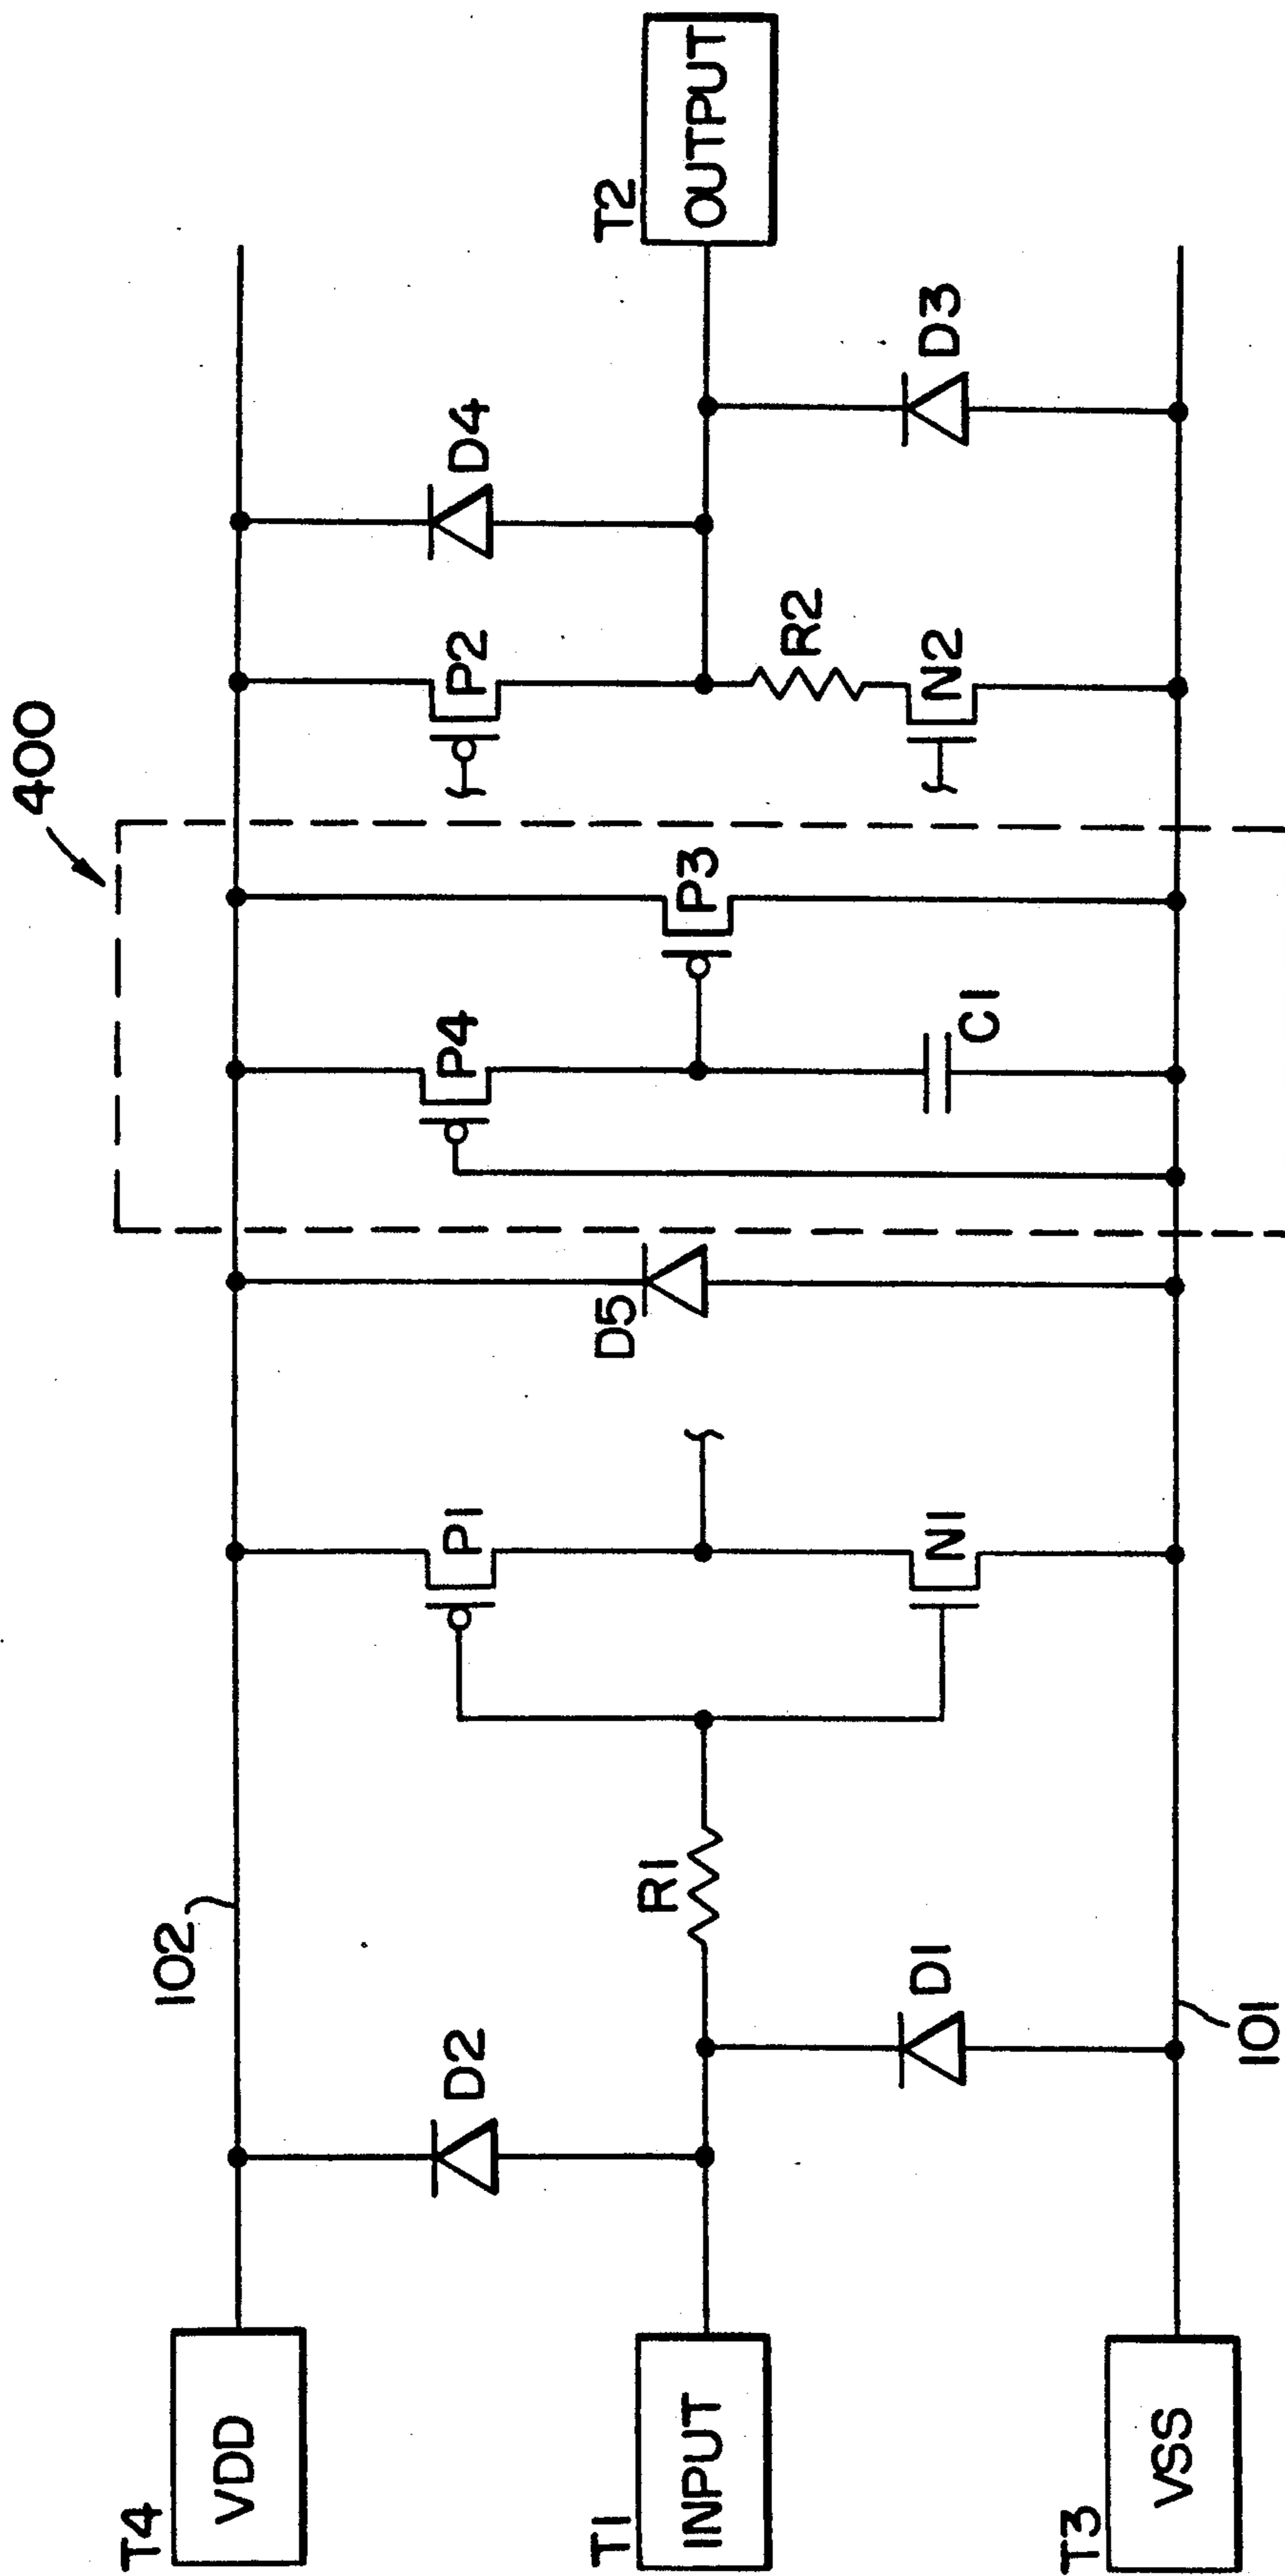 400
T4
VDD
102
D2
P1
P4
P2
D4
T1
INPUT
R1
D5
P3
R2
T2
OUTPUT
D1
N1
C1
N2
D3
T3
VSS
101